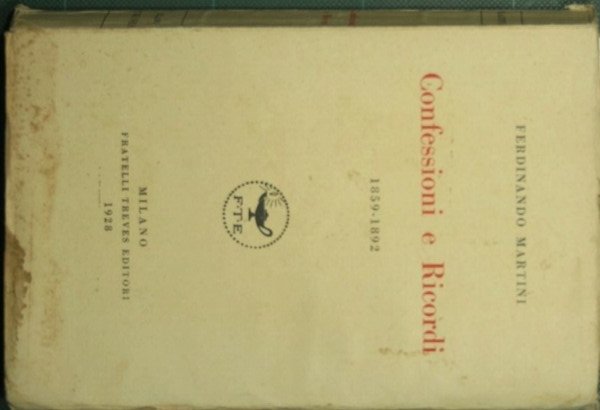 FERDINANDO MARTINI
Confessioni e Ricordi
1859-1892
F.T.E.
MILANO
FRATELLI TREVES EDITORI
1928